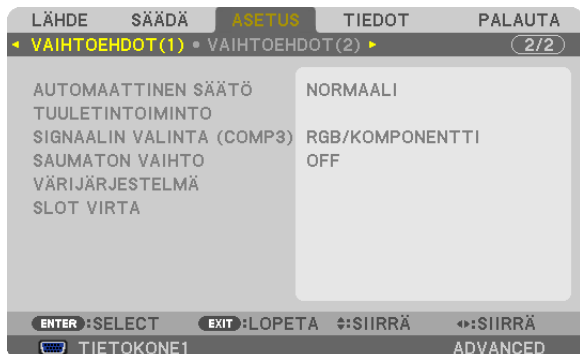 LÄHDE SÄÄDÄ ASETUS TIEDOT PALAUTA
VAIHTOEHDOT(1) • VAIHTOEHDOT(2) 2/2
AUTOMAATTINEN SÄÄTÖ NORMAALI
TUULETINTOIMINTO
SIGNAALIN VALINTA (COMP3) RGB/KOMPONENTTI
SAUMATON VAIHTO OFF
VÄRIJÄRJESTELMÄ
SLOT VIRTA
ENTER :SELECT EXIT :LOPETA :SIIRRÄ :SIIRRÄ
TIETOKONE1 ADVANCED